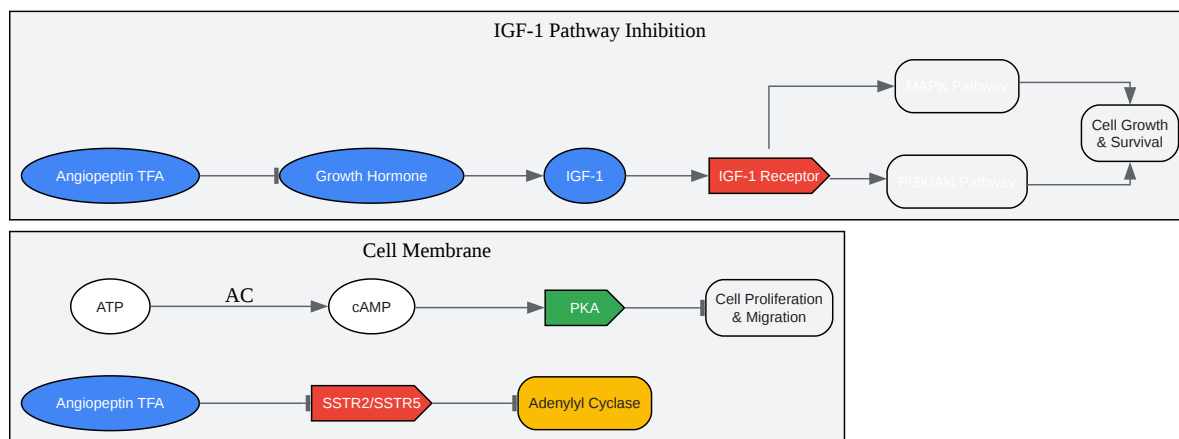 IGF-1 Pathway Inhibition
MAPK Pathway
Cell Growth
& Survival
Angiopeptin TFA
Growth Hormone
IGF-1
IGF-1 Receptor
PI3K/Akt Pathway
Cell Membrane
ATP
AC
cAMP
PKA
Cell Proliferation
& Migration
Angiopeptin TFA
SSTR2/SSTR5
Adenylyl Cyclase